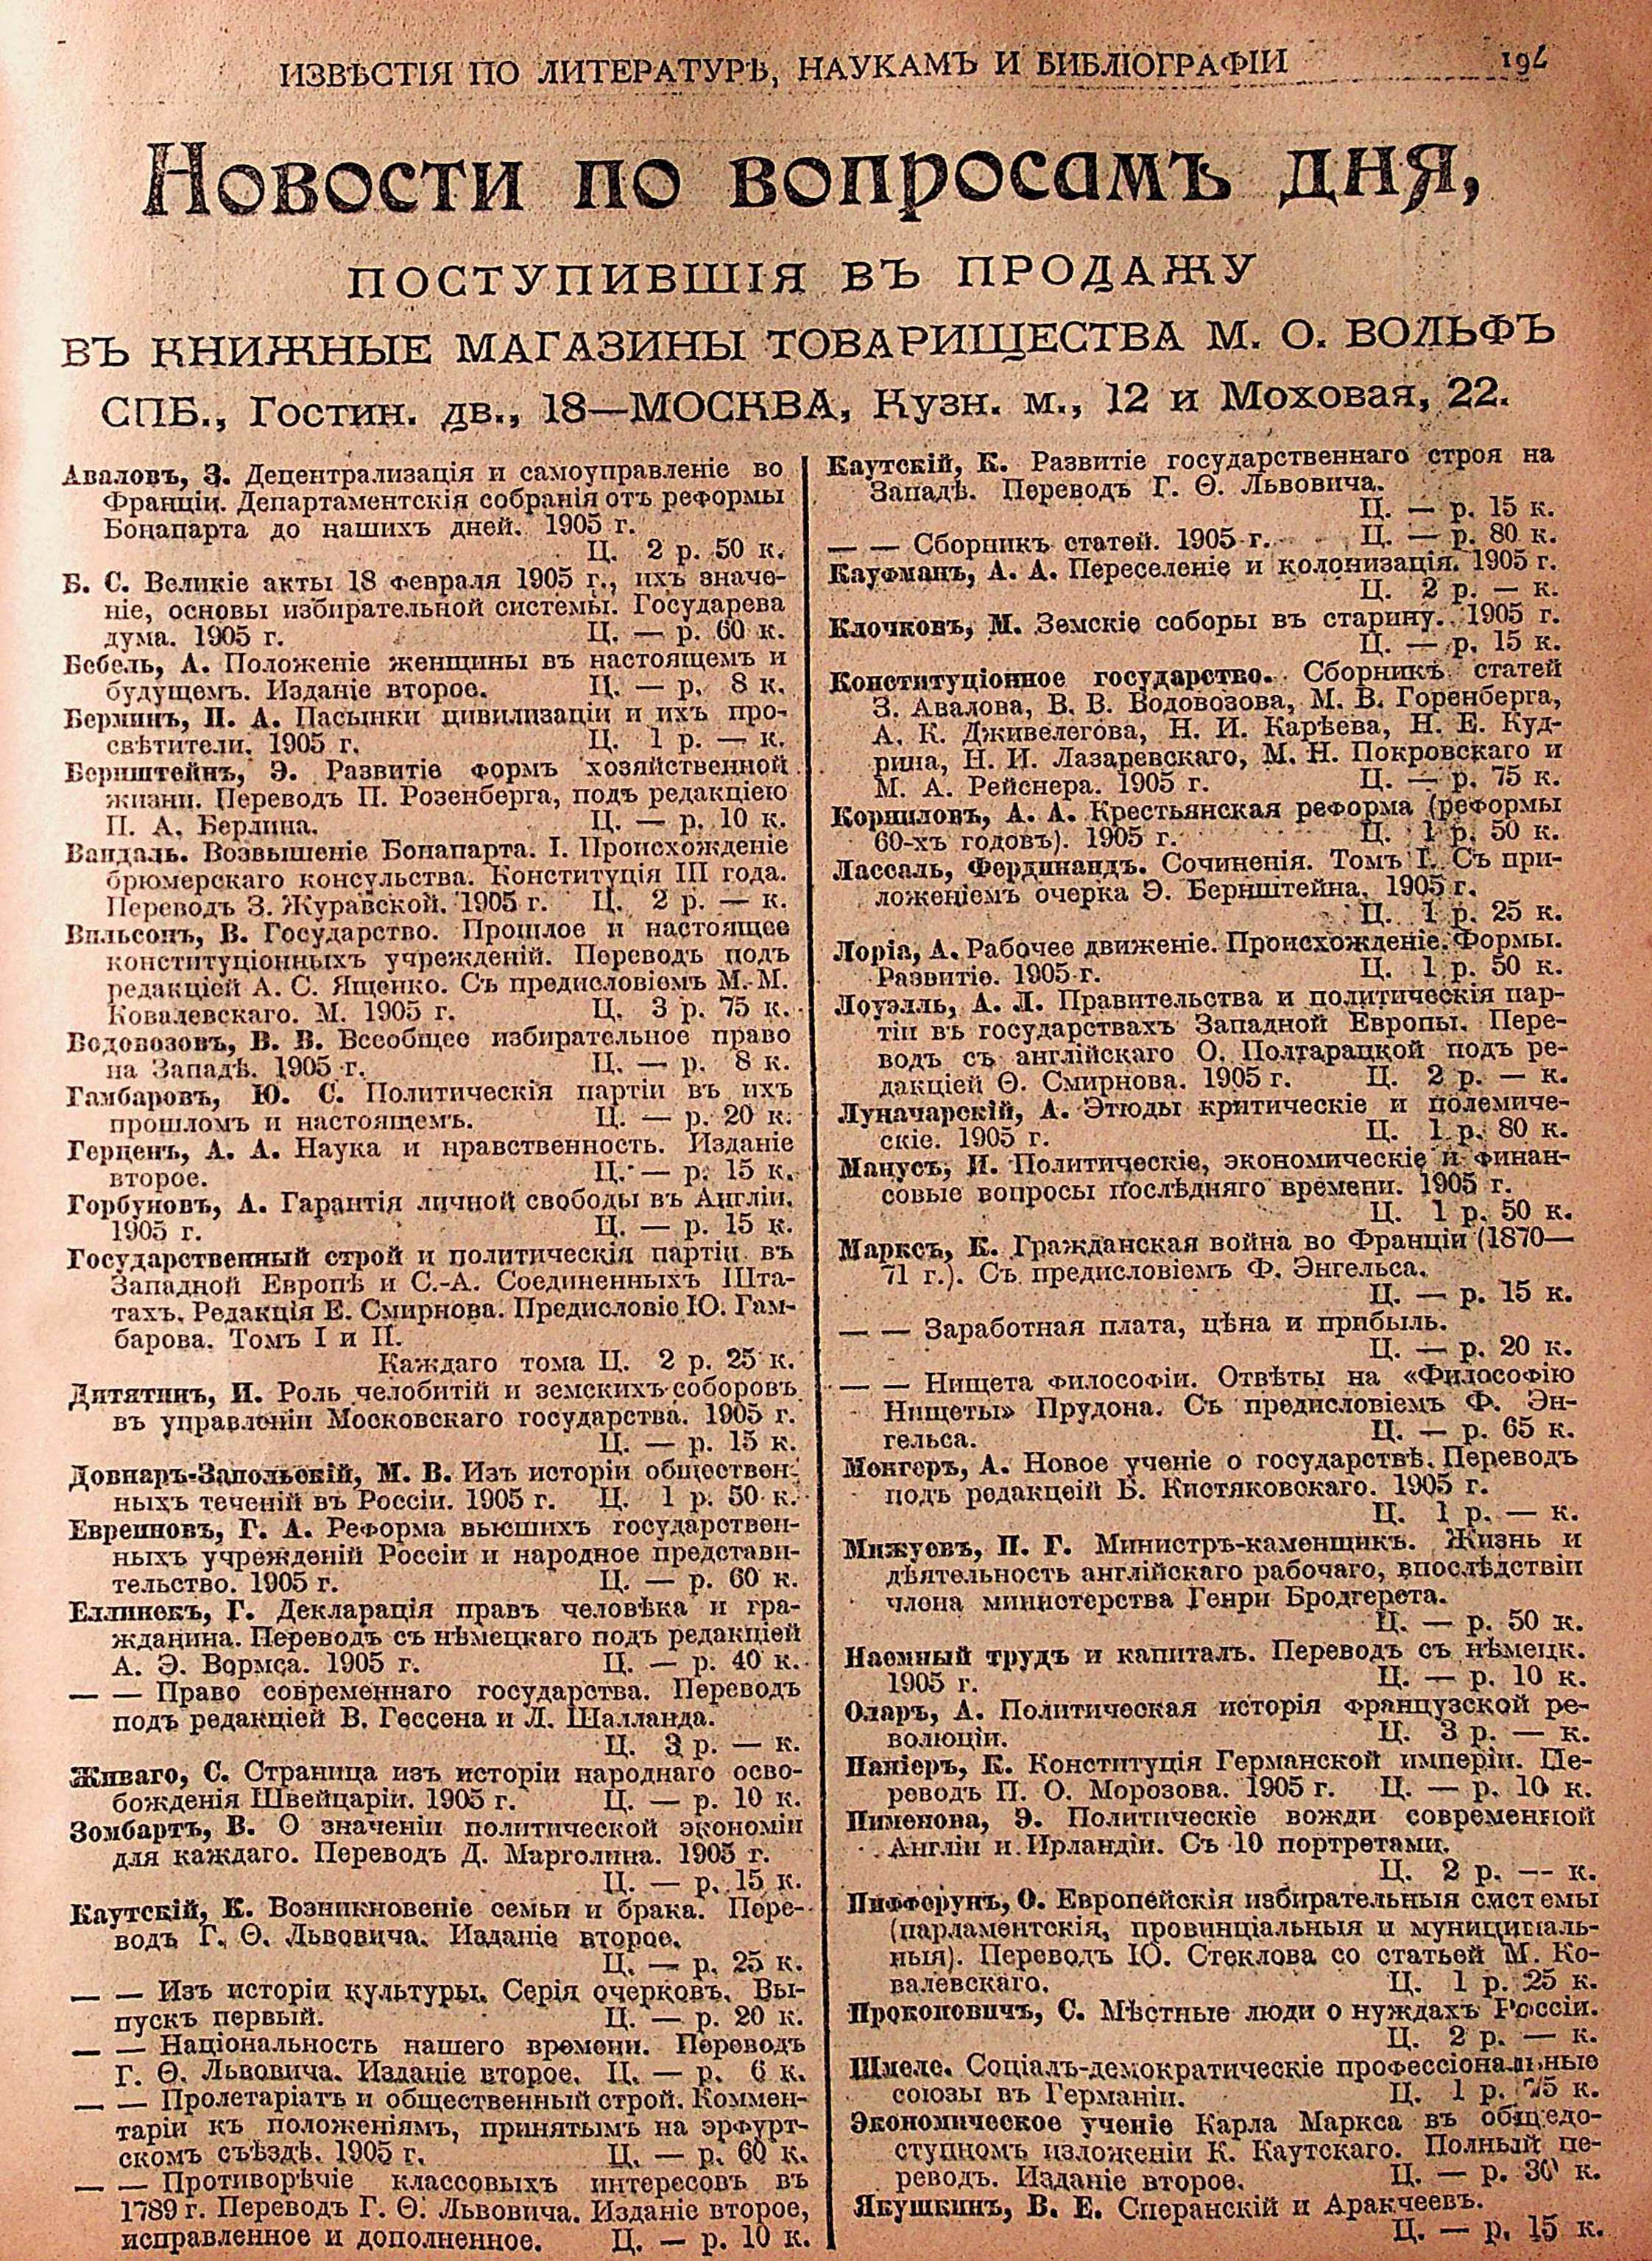 ИЗВѢСТІЯ ПО ЛИТЕРАТУРѢ, НАУКАМЪ И БИБЛІОГРАФІИ
Новости по вопросамъ дня,
ПОСТУПИВШІЯ ВЪ ПРОДАЖУ
ВЪ КНИЖНЫЕ МАГАЗИНЫ ТОВАРИЩЕСТВА М. О. ВОЛЬФЪ
СПБ., Гостин. дв., 18—МОСКВА, Кузн. м., 12 и Моховая, 22.
Аваловъ, З. Децентрализація и самоуправленіе во
Франціи. Департаментскія собранія отъ реформы
Бонапарта до нашихъ дней. 1905 г.
Ц. 2 р. 50 к.
Б. С. Великіе акты 18 февраля 1905 г., ихъ значе-
ніе, основы избирательной системы. Государева
дума. 1905 г. Ц. — р. 60 к.
Бебель, А. Положеніе женщины въ настоящемъ и
будущемъ. Изданіе второе. Ц. — р. 8 к.
Берлинъ, П. А. Пасынки цивилизаціи и ихъ про-
свѣтители. 1905 г. Ц. 1 р. — к.
Бернштейнъ, Э. Развитіе формъ хозяйственной
жизни. Переводъ П. Розенберга, подъ редакціею
П. А. Берлина. Ц. — р. 10 к.
Вандаль. Возвышеніе Бонапарта. I. Происхожденіе
брюмерскаго консульства. Конституція III года.
Переводъ З. Журавской. 1905 г. Ц. 2 р. — к.
Вильсонъ, В. Государство. Прошлое и настоящее
конституціонныхъ учрежденій. Переводъ подъ
редакціей А. С. Ященко. Съ предисловіемъ М. М.
Ковалевскаго. М. 1905 г. Ц. 3 р. 75 к.
Водовозовъ, В. В. Всеобщее избирательное право
на Западѣ. 1905 г. Ц. — р. 8 к.
Гамбаровъ, Ю. С. Политическія партіи въ ихъ
прошломъ и настоящемъ. Ц. — р. 20 к.
Герценъ, А. А. Наука и нравственность. Изданіе
второе. Ц. — р. 15 к.
Горбуновъ, А. Гарантія личной свободы въ Англіи.
1905 г. Ц. — р. 15 к.
Государственный строй и политическія партіи въ
Западной Европѣ и С.-А. Соединенныхъ Шта-
тахъ. Редакція Е. Смирнова. Предисловіе Ю. Гам-
барова. Томъ I и II.
Каждаго тома Ц. 2 р. 25 к.
Дитятинъ, И. Роль челобитій и земскихъ соборовъ
въ управленіи Московскаго государства. 1905 г.
Ц. — р. 15 к.
Довнаръ-Запольскій, М. В. Изъ исторіи обществен-
ныхъ теченій въ Россіи. 1905 г. Ц. 1 р. 50 к.
Евреиновъ, Г. А. Реформа высшихъ государствен-
ныхъ учрежденій Россіи и народное представи-
тельство. 1905 г. Ц. — р. 60 к.
Еллинекъ, Г. Декларація правъ человѣка и гра-
жданина. Переводъ съ нѣмецкаго подъ редакціей
А. Э. Вормса. 1905 г. Ц. — р. 40 к.
— — Право современнаго государства. Переводъ
подъ редакціей В. Гессена и Л. Шалланда.
Ц. 3 р. — к.
Живаго, С. Страница изъ исторіи народнаго осво-
божденія Швейцаріи. 1905 г. Ц. — р. 10 к.
Зомбартъ, В. О значеніи политической экономіи
для каждаго. Переводъ Д. Марголина. 1905 г.
Ц. — р. 15 к.
Каутскій, К. Возникновеніе семьи и брака. Пере-
водъ Г. Ѳ. Львовича. Изданіе второе.
Ц. — р. 25 к.
— — Изъ исторіи культуры. Серія очерковъ. Вы-
пускъ первый. Ц. — р. 20 к.
— — Національность нашего времени. Переводъ
Г. Ѳ. Львовича. Изданіе второе. Ц. — р. 6 к.
— — Пролетаріатъ и общественный строй. Коммен-
таріи къ положеніямъ, принятымъ на эрфурт-
скомъ съѣздѣ. 1905 г. Ц. — р. 60 к.
— — Противорѣчіе классовыхъ интересовъ въ
1789 г. Переводъ Г. Ѳ. Львовича. Изданіе второе,
исправленное и дополненное. Ц. — р. 10 к.
Каутскій, К. Развитіе государственнаго строя на
Западѣ. Переводъ Г. Ѳ. Львовича.
Ц. — р. 15 к.
— — Сборникъ статей. 1905 г. Ц. — р. 80 к.
Кауфманъ, А. А. Переселеніе и колонизація. 1905 г.
Ц. 2 р. — к.
Клочковъ, М. Земскіе соборы въ старину. 1905 г.
Ц. — р. 15 к.
Конституціонное государство. Сборникъ статей
З. Авалова, В. В. Водовозова, М. Б. Горенберга,
А. К. Дживелегова, Н. И. Карѣева, Н. Е. Куд-
рина, Н. И. Лазаревскаго, М. Н. Покровскаго и
М. А. Рейснера. 1905 г. Ц. — р. 75 к.
Корниловъ, А. А. Крестьянская реформа (реформы
60-хъ годовъ). 1905 г. Ц. 1 р. 50 к.
Лассаль, Фердинандъ. Сочиненія. Томъ I. Съ при-
ложеніемъ очерка Э. Бернштейна. 1905 г.
Ц. 1 р. 25 к.
Лоріа, А. Рабочее движеніе. Происхожденіе. Формы.
Развитіе. 1905 г. Ц. 1 р. 50 к.
Лоуэлль, А. Л. Правительства и политическія пар-
тіи въ государствахъ Западной Европы. Пере-
водъ съ англійскаго О. Полтарацкой подъ ре-
дакціей Ѳ. Смирнова. 1905 г. Ц. 2 р. — к.
Луначарскій, А. Этюды критическіе и полемиче-
скіе. 1905 г. Ц. 1 р. 80 к.
Манусъ, И. Политическіе, экономическіе и финан-
совые вопросы послѣдняго времени. 1905 г.
Ц. 1 р. 50 к.
Марксъ, К. Гражданская война во Франціи (1870—
71 г.). Съ предисловіемъ Ф. Энгельса.
Ц. — р. 15 к.
— — Заработная плата, цѣна и прибыль.
Ц. — р. 20 к.
— — Нищета философіи. Отвѣты на «Философію
Нищеты» Прудона. Съ предисловіемъ Ф. Эн-
гельса. Ц. — р. 65 к.
Менгеръ, А. Новое ученіе о государствѣ. Переводъ
подъ редакцеій Б. Кистяковскаго. 1905 г.
Ц. 1 р. — к.
Мижуевъ, П. Г. Министръ-каменщикъ. Жизнь и
дѣятельность англійскаго рабочаго, впослѣдствіи
члена министерства Генри Бродгерста.
Ц. — р. 50 к.
Наемный трудъ и капиталъ. Переводъ съ нѣмецк.
1905 г. Ц. — р. 10 к.
Оларъ, А. Политическая исторія французской ре-
волюціи. Ц. 3 р. — к.
Папіеръ, К. Конституція Германской имперіи. Пе-
реводъ П. О. Морозова. 1905 г. Ц. — р. 10 к.
Пименова, Э. Политическіе вожди современной
Англіи и Ирландіи. Съ 10 портретами.
Ц. 2 р. — к.
Пифферунъ, О. Европейскія избирательныя системы
(парламентскія, провинціальныя и муниципаль-
ныя). Переводъ Ю. Стеклова со статьей М. Ко-
валевскаго. Ц. 1 р. 25 к.
Прокоповичъ, С. Мѣстные люди о нуждахъ Россіи.
Ц. 2 р. — к.
Шмеле. Соціалъ-демократическіе профессіональные
союзы въ Германіи. Ц. 1 р. 75 к.
Экономическое ученіе Карла Маркса въ общедо-
ступномъ изложеніи К. Каутскаго. Полный пе-
реводъ. Изданіе второе. Ц. — р. 30 к.
Якушкинъ, В. Е. Сперанскій и Аракчеевъ.
Ц. — р. 15 к.